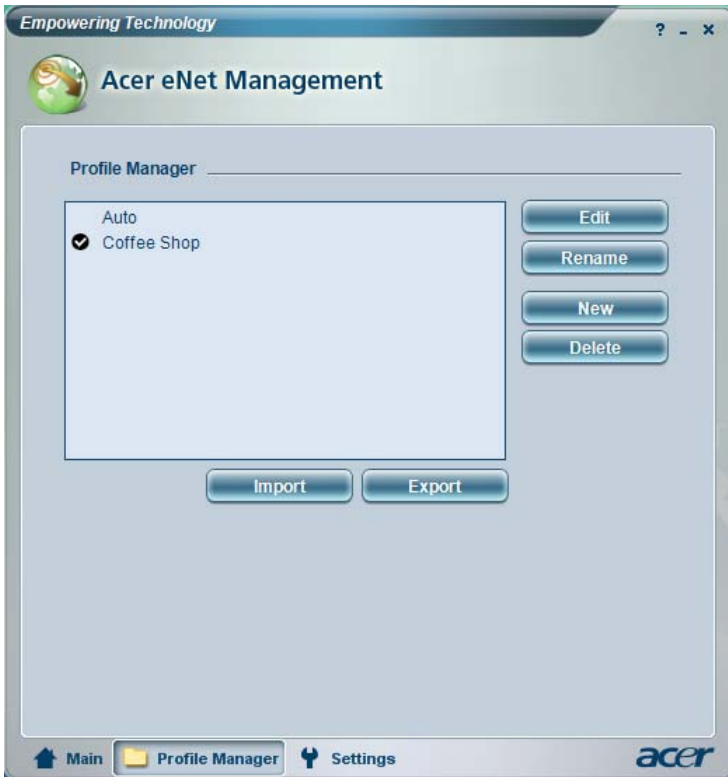 Empowering Technology
? - x
Acer eNet Management
Profile Manager
Auto
Coffee Shop
Edit
Rename
New
Delete
Import Export
Main Profile Manager Settings acer